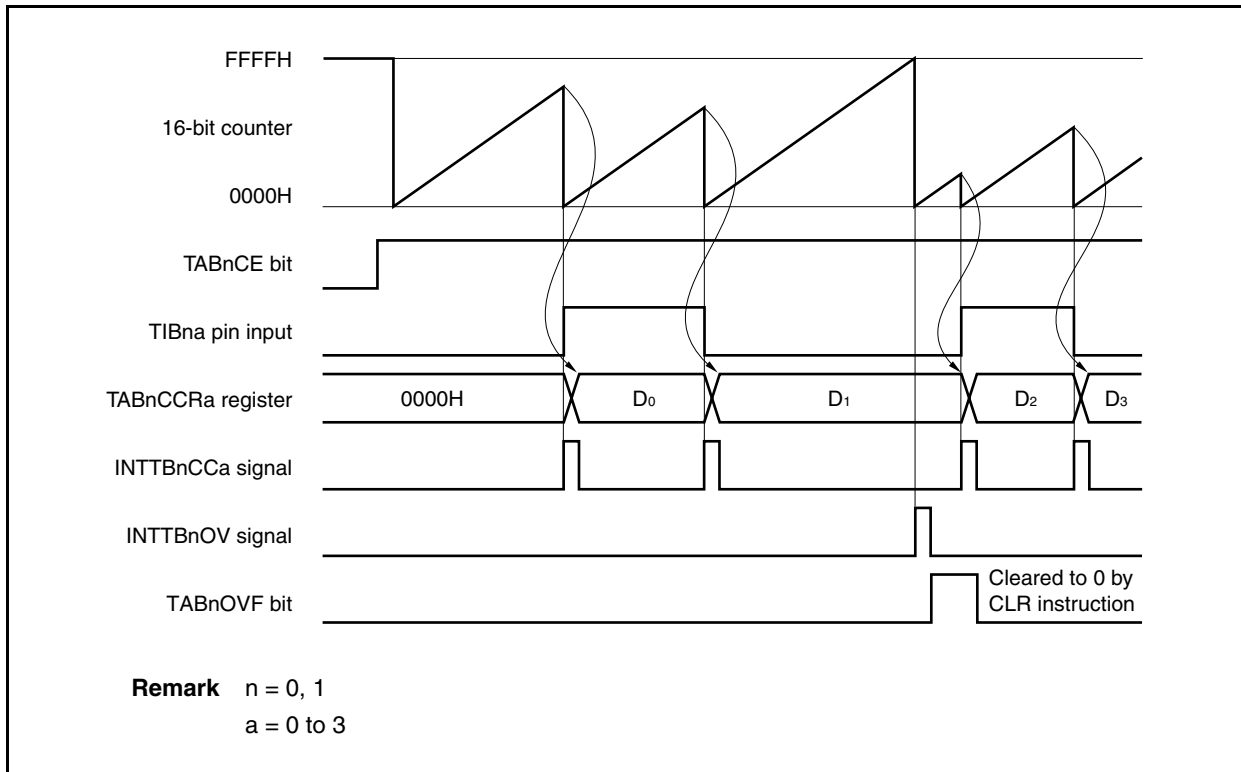 FFFFH
16-bit counter
0000H
TABnCE bit
TIBna pin input
TABnCCRa register
0000H
D0
D1
D2
D3
INTTBnCCa signal
INTTBnOV signal
TABnOVF bit
Cleared to 0 by
CLR instruction
Remark n = 0, 1
a = 0 to 3